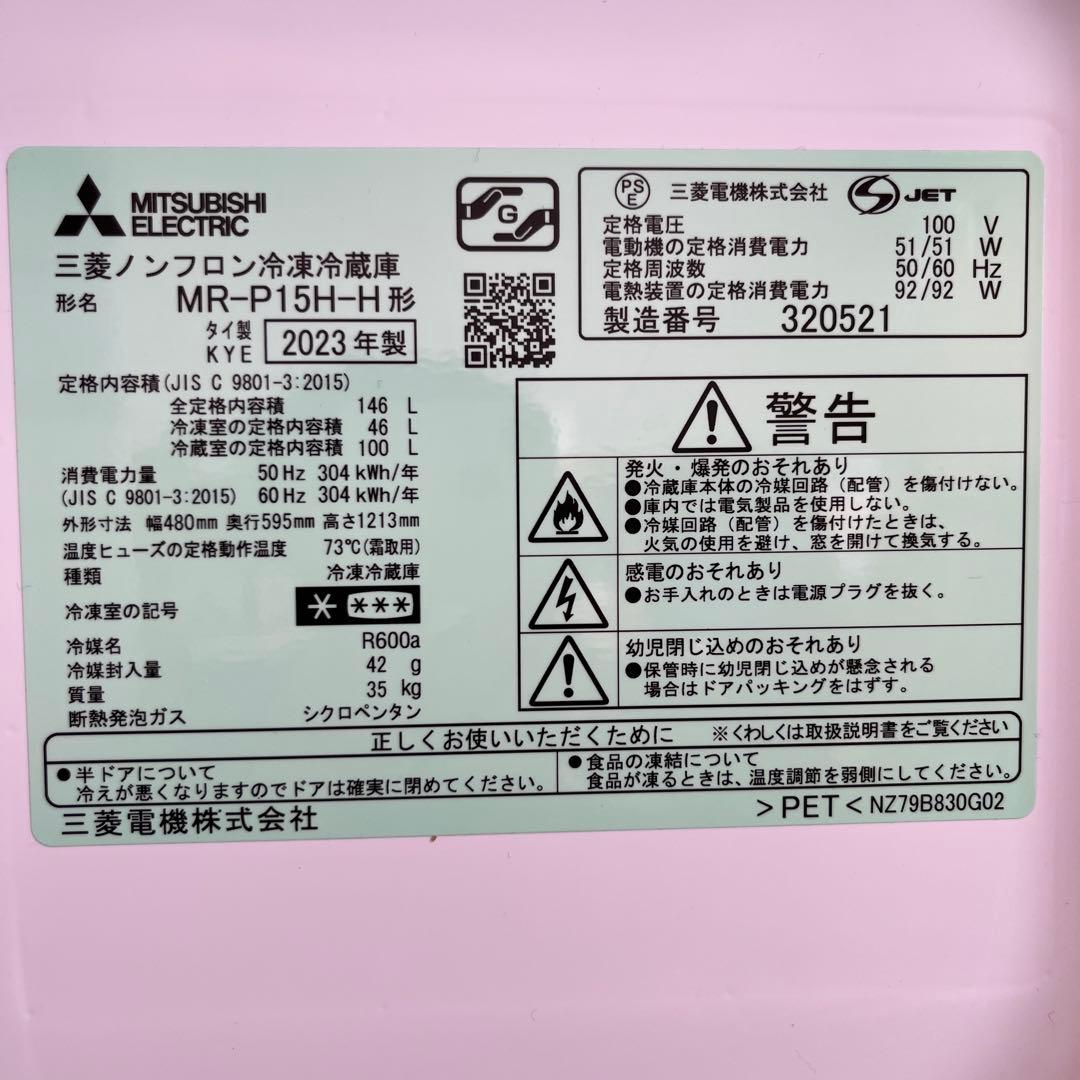 MITSUBISHI
ELECTRIC
三菱ノンフロン冷凍冷蔵庫
形名 MR-P15H-H形
タイ製
KYE 2023年製
G
定格内容積(JIS C 9801-3:2015)
全定格内容積 146 L
冷凍室の定格内容積 46 L
冷蔵室の定格内容積 100 L
消費電力量 50Hz 304kWh/年
(JIS C 9801-3:2015) 60Hz 304kWh/年
外形寸法 幅480mm 奥行595mm 高さ1213mm
温度ヒューズの定格動作温度 73℃(霜取用)
種類 冷凍冷蔵庫
冷凍室の記号
冷媒名 R600a
冷媒封入量 42 g
質量 35 kg
断熱発泡ガス シクロペンタン
PS
E 三菱電機株式会社 S JET
定格電圧 100 V
電動機の定格消費電力 51/51 W
定格周波数 50/60 Hz
電熱装置の定格消費電力 92/92 W
製造番号 320521
警告
発火・爆発のおそれあり
●冷蔵庫本体の冷媒回路(配管)を傷付けない。
●庫内では電気製品を使用しない。
●冷媒回路(配管)を傷付けたときは、
火気の使用を避け、窓を開けて換気する。
感電のおそれあり
●お手入れのときは電源プラグを抜く。
幼児閉じ込めのおそれあり
●保管時に幼児閉じ込めが懸念される
場合はドアパッキングをはずす。
正しくお使いいただくために ※くわしくは取扱説明書をご覧ください
●半ドアについて
冷えが悪くなりますのでドアは確実に閉めてください。
●食品の凍結について
食品が凍るときは、温度調節を弱側にしてください。
三菱電機株式会社
>PET< NZ79B830G02